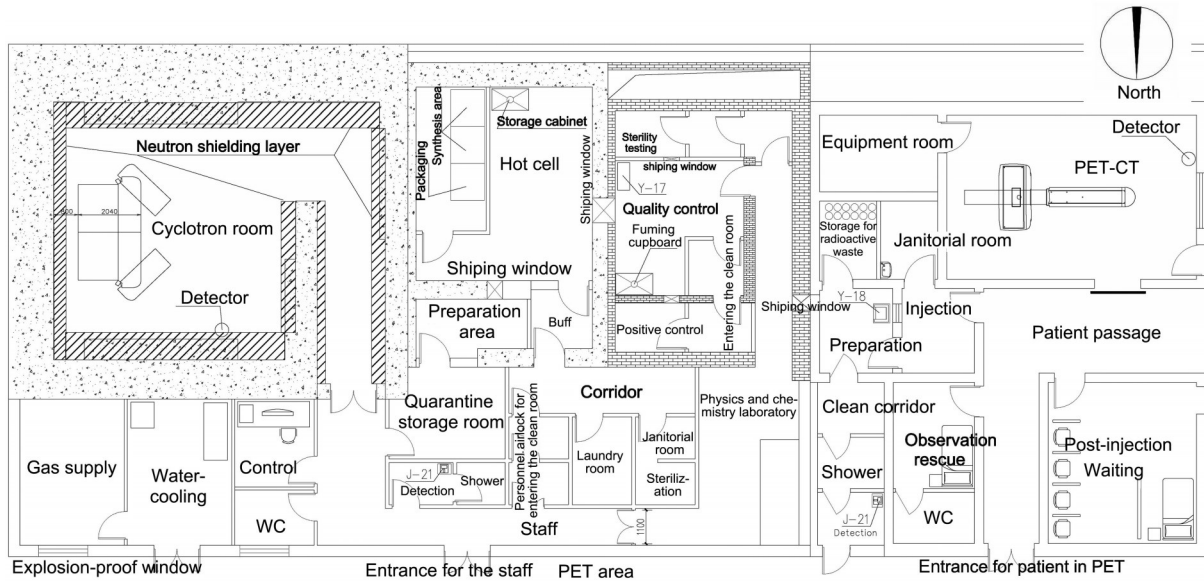 North
Detector
Neutron shielding layer
Packaging
Synthesis area
Storage cabinet
Hot cell
Shiping window
Sterility
testing
shiping window
Y-17
Quality control
Fuming
cupboard
Entering the clean room
Equipment room
PET-CT
Storage for
radioactive
waste
Janitorial room
600
2040
Cyclotron room
Detector
Shiping window
Preparation
area
Buff
Positive control
Shiping window
Y-18
Injection
Preparation
Patient passage
Corridor
Quarantine
storage room
Personnel airlock for
entering the clean room
Physics and che-
mistry laboratory
Clean corridor
Observation
rescue
Post-injection
Waiting
Gas supply
Water-
cooling
Control
WC
J-21
Detection
Shower
Laundry
room
Janitorial
room
Steriliz-
ation
Shower
J-21
Detection
WC
Staff
1100
Explosion-proof window
Entrance for the staff
PET area
Entrance for patient in PET